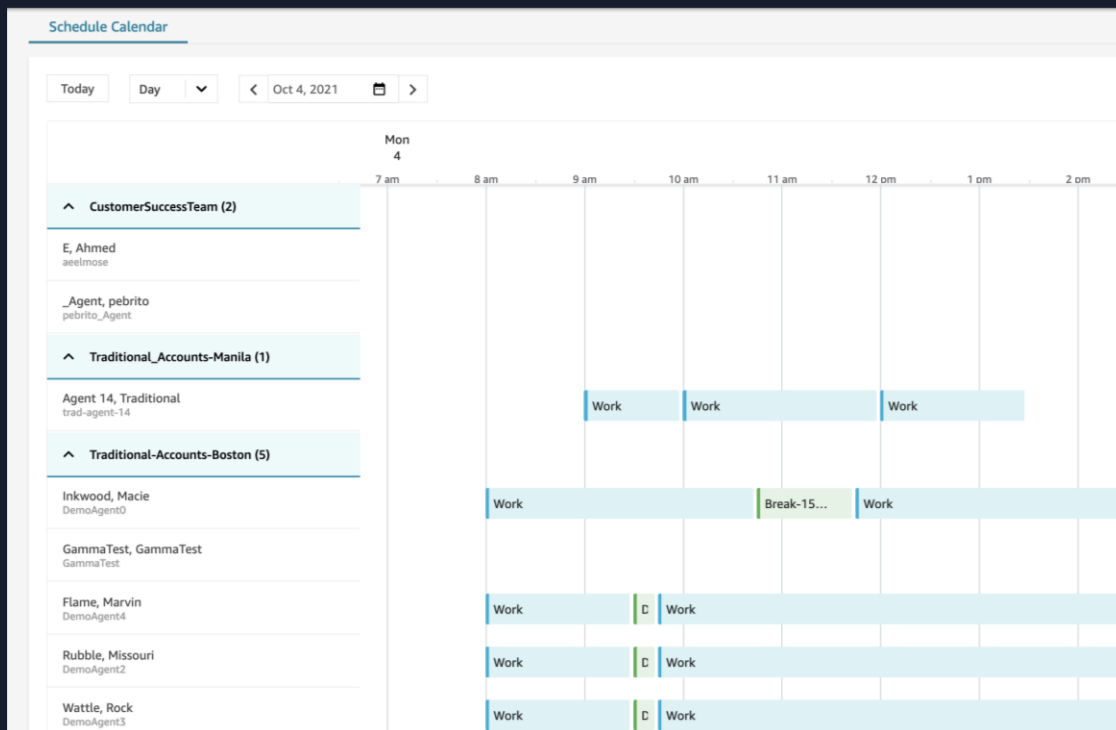 Schedule Calendar
Today Day Oct 4, 2021
Mon
4
7 am 8 am 9 am 10 am 11 am 12 pm 1 pm 2 pm
CustomerSuccessTeam (2)
E, Ahmed
aeelmose
_Agent, pebrito
pebrito_Agent
Traditional_Accounts-Manila (1)
Agent 14, Traditional
trad-agent-14
Work Work Work
Traditional-Accounts-Boston (5)
Inkwood, Macie
DemoAgent0
Work Break-15... Work
GammaTest, GammaTest
GammaTest
Flame, Marvin
DemoAgent4
Work D Work
Rubble, Missouri
DemoAgent2
Work D Work
Wattle, Rock
DemoAgent3
Work D Work